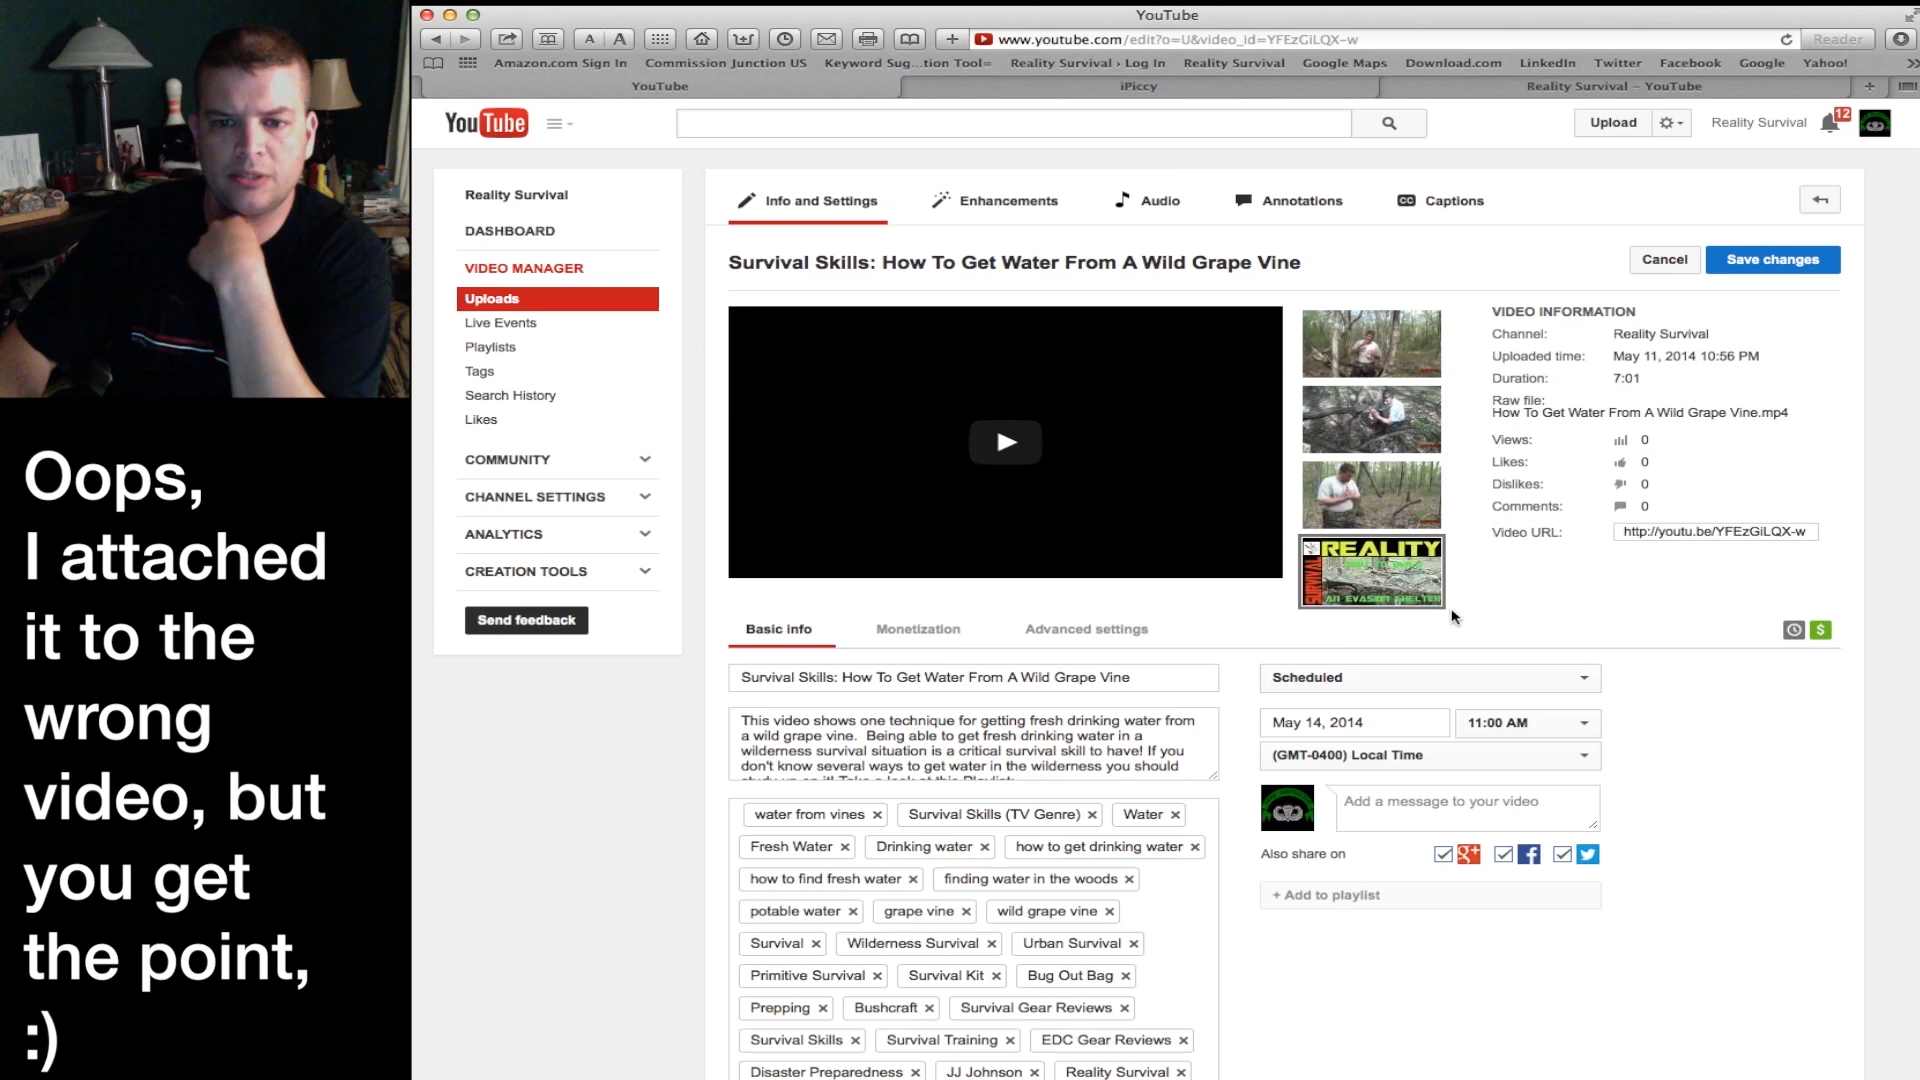 YouTube
www.youtube.com/edit?o=U&video_id=YFEzGiLQX-w
Reader
Amazon.com Sign In
Commission Junction US
Keyword Sug...tion Tool=
Reality Survival › Log In
Reality Survival
Google Maps
Download.com
LinkedIn
Twitter
Facebook
Google
Yahoo!
YouTube
iPiccy
Reality Survival – YouTube
YouTube
Upload
Reality Survival
12
Reality Survival
DASHBOARD
VIDEO MANAGER
Uploads
Live Events
Playlists
Tags
Search History
Likes
COMMUNITY
CHANNEL SETTINGS
ANALYTICS
CREATION TOOLS
Send feedback
Info and Settings
Enhancements
Audio
Annotations
CC Captions
Survival Skills: How To Get Water From A Wild Grape Vine
Cancel
Save changes
REALITY
SURVIVAL
AN EVASION SHELTER
VIDEO INFORMATION
Channel: Reality Survival
Uploaded time: May 11, 2014 10:56 PM
Duration: 7:01
Raw file:
How To Get Water From A Wild Grape Vine.mp4
Views: 0
Likes: 0
Dislikes: 0
Comments: 0
Video URL: http://youtu.be/YFEzGiLQX-w
Basic info
Monetization
Advanced settings
$
Survival Skills: How To Get Water From A Wild Grape Vine
This video shows one technique for getting fresh drinking water from
a wild grape vine. Being able to get fresh drinking water in a
wilderness survival situation is a critical survival skill to have! If you
don't know several ways to get water in the wilderness you should
study up on it! Take a look at this Playlist:
water from vines × Survival Skills (TV Genre) × Water ×
Fresh Water × Drinking water × how to get drinking water ×
how to find fresh water × finding water in the woods ×
potable water × grape vine × wild grape vine ×
Survival × Wilderness Survival × Urban Survival ×
Primitive Survival × Survival Kit × Bug Out Bag ×
Prepping × Bushcraft × Survival Gear Reviews ×
Survival Skills × Survival Training × EDC Gear Reviews ×
Disaster Preparedness × JJ Johnson × Reality Survival ×
Scheduled
May 14, 2014
11:00 AM
(GMT-0400) Local Time
Add a message to your video
Also share on
+ Add to playlist
Oops,
I attached
it to the
wrong
video, but
you get
the point,
:)